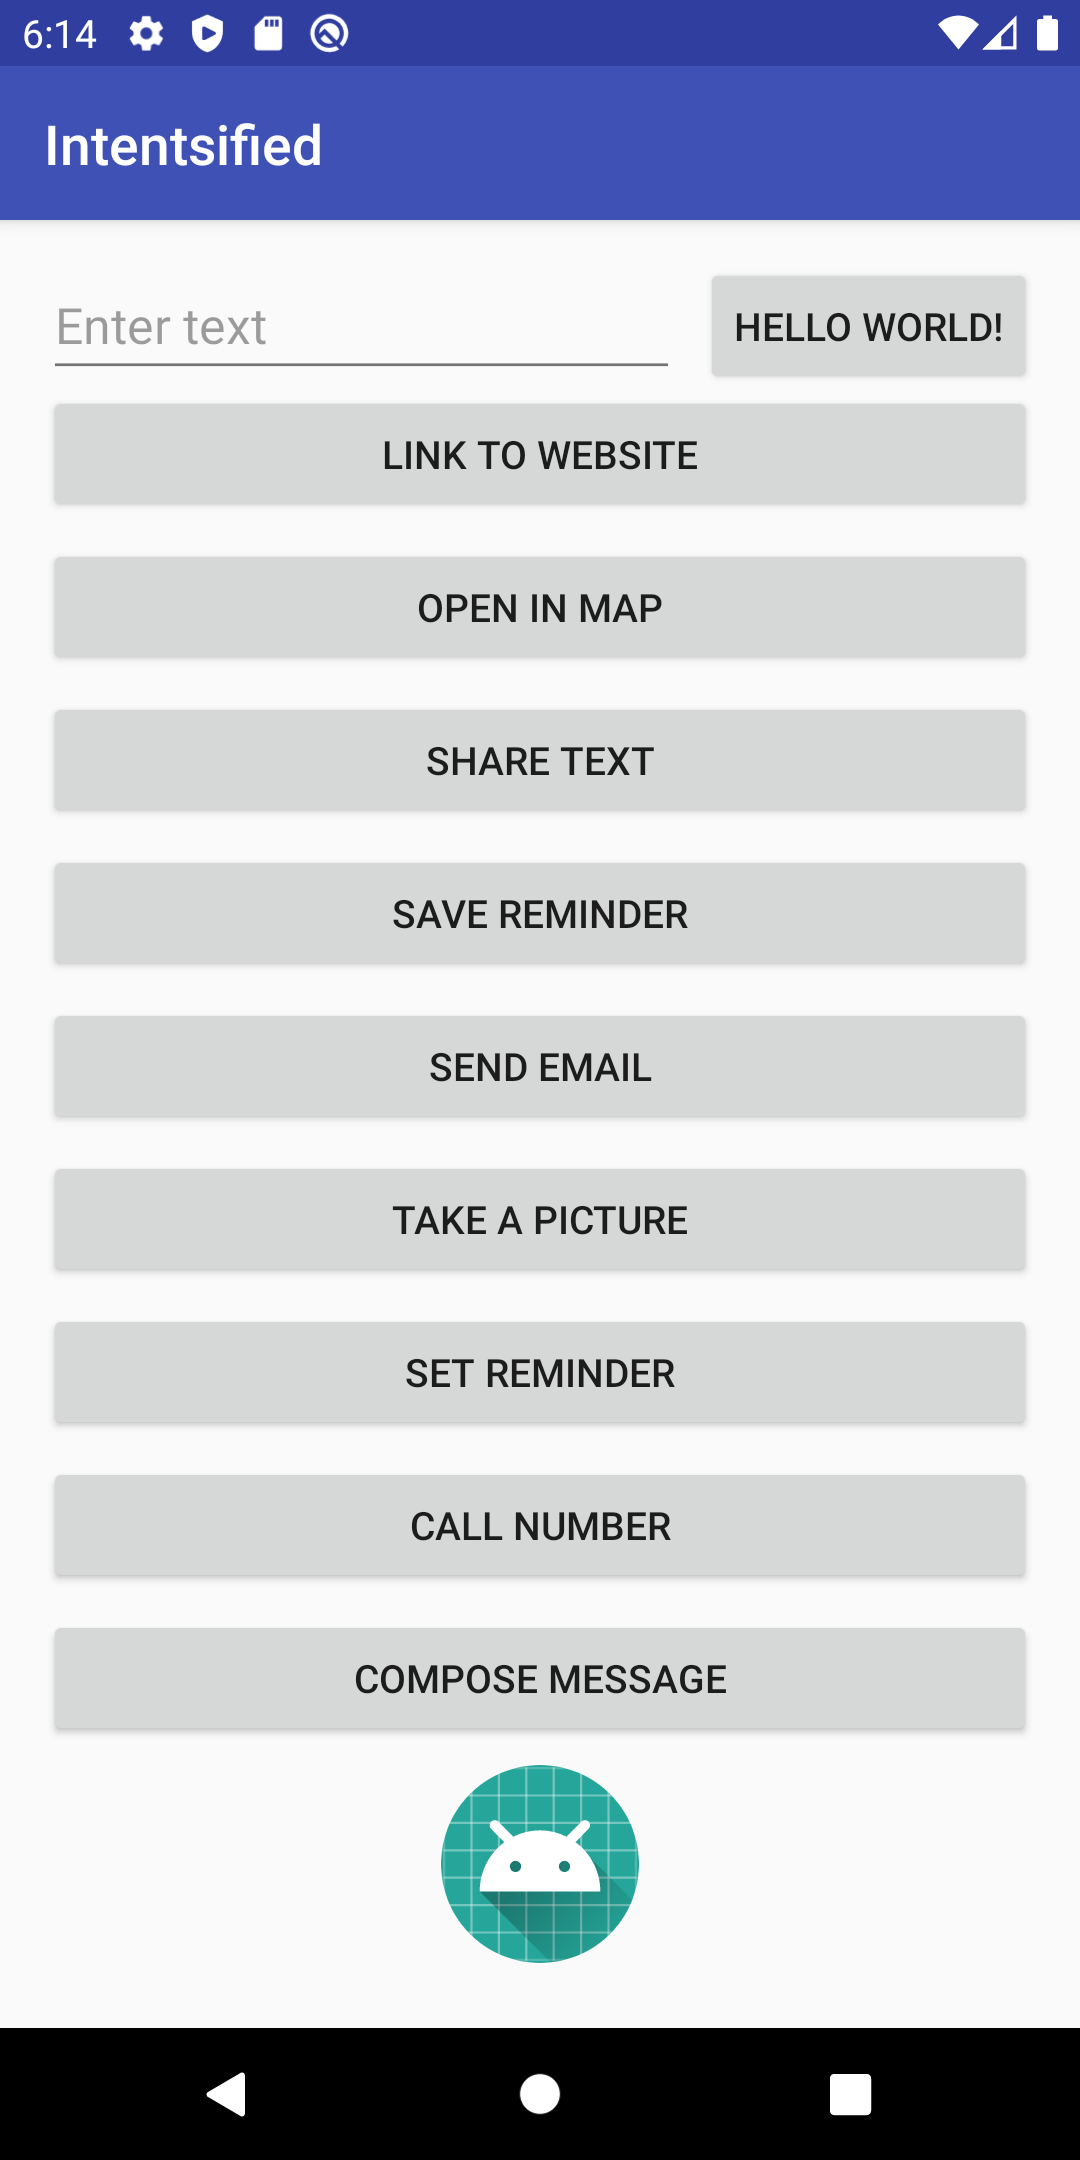 6:14
Intentsified
Enter text
HELLO WORLD!
LINK TO WEBSITE
OPEN IN MAP
SHARE TEXT
SAVE REMINDER
SEND EMAIL
TAKE A PICTURE
SET REMINDER
CALL NUMBER
COMPOSE MESSAGE